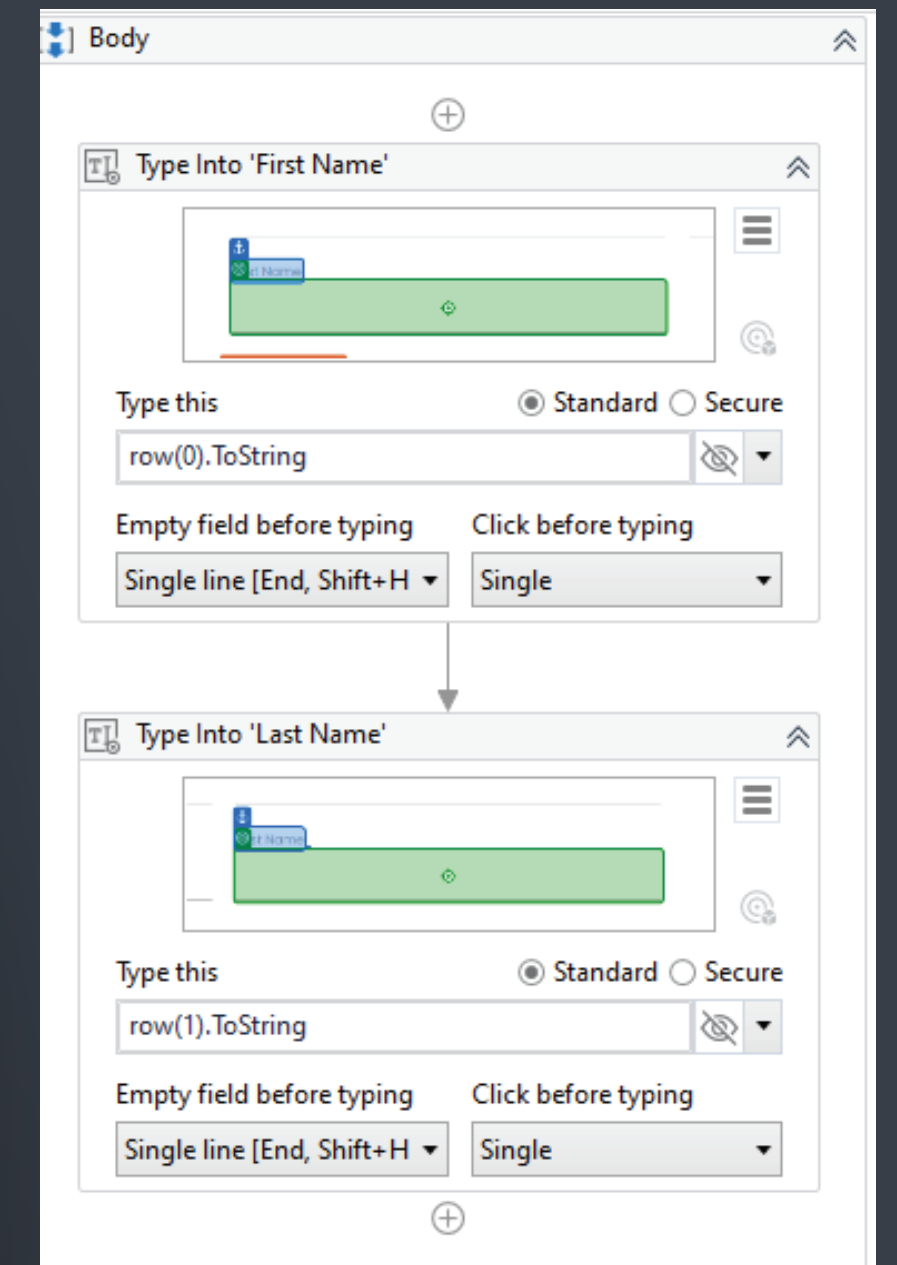 Body
Type Into 'First Name'
Name
Type this
Standard
Secure
row(0).ToString
Empty field before typing
Click before typing
Single line [End, Shift+H
Single
Type Into 'Last Name'
Name
Type this
Standard
Secure
row(1).ToString
Empty field before typing
Click before typing
Single line [End, Shift+H
Single